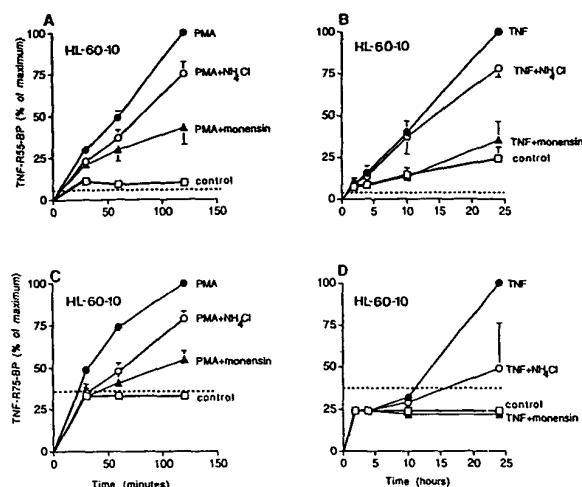 A
HL-60-10
TNF-R55-BP (% of maximum)
100
75
50
25
0
0 50 100 150
PMA
PMA+NH4Cl
PMA+monensin
control
B
HL-60-10
100
75
50
25
0
0 5 10 15 20 25
TNF
TNF+NH4Cl
TNF+monensin
control
C
HL-60-10
TNF-R75-BP (% of maximum)
100
75
50
25
0
0 50 100 150
Time (minutes)
PMA
PMA+NH4Cl
PMA+monensin
control
D
HL-60-10
100
75
50
25
0
0 5 10 15 20 25
Time (hours)
TNF
TNF+NH4Cl
control
TNF+monensin